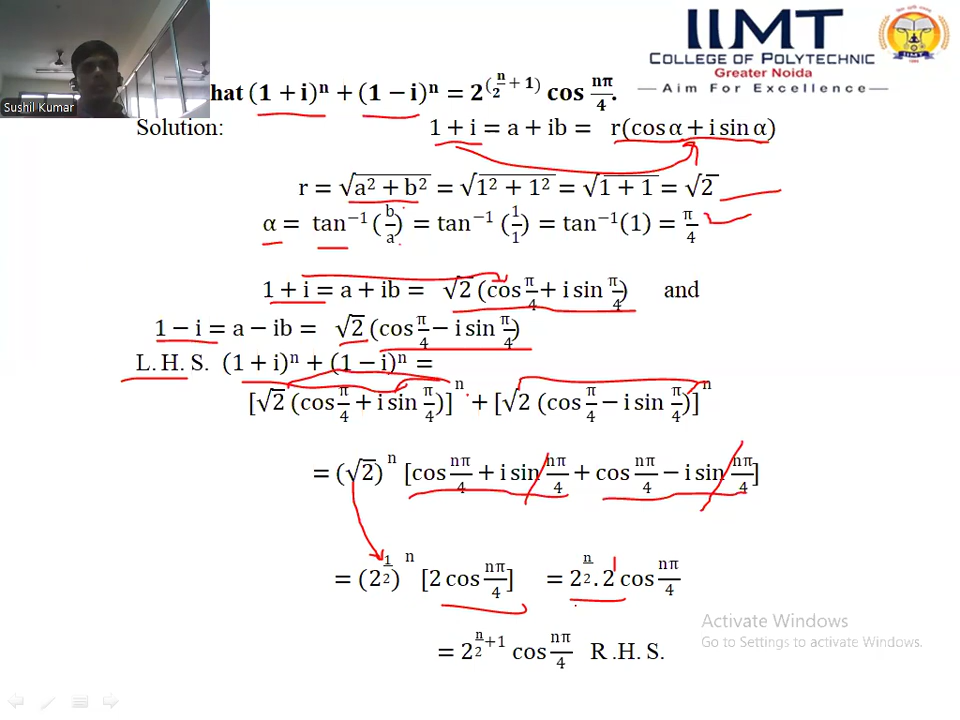 IIMT
COLLEGE OF POLYTECHNIC
Greater Noida
— Aim For Excellence —
Sushil Kumar
hat (1 + i)ⁿ + (1 − i)ⁿ = 2^(n/2 + 1) cos nπ/4.
Solution: 1 + i = a + ib = r(cos α + i sin α)
r = √(a² + b²) = √(1² + 1²) = √(1 + 1) = √2
α = tan⁻¹ (b/a) = tan⁻¹ (1/1) = tan⁻¹(1) = π/4
1 + i = a + ib = √2 (cos π/4 + i sin π/4) and
1 − i = a − ib = √2 (cos π/4 − i sin π/4)
L. H. S. (1 + i)ⁿ + (1 − i)ⁿ =
[√2 (cos π/4 + i sin π/4)]ⁿ + [√2 (cos π/4 − i sin π/4)]ⁿ
= (√2)ⁿ [cos nπ/4 + i sin nπ/4 + cos nπ/4 − i sin nπ/4]
= (2^(1/2))ⁿ [2 cos nπ/4] = 2^(n/2) . 2¹ cos nπ/4
= 2^(n/2 + 1) cos nπ/4 R .H. S.
Activate Windows
Go to Settings to activate Windows.